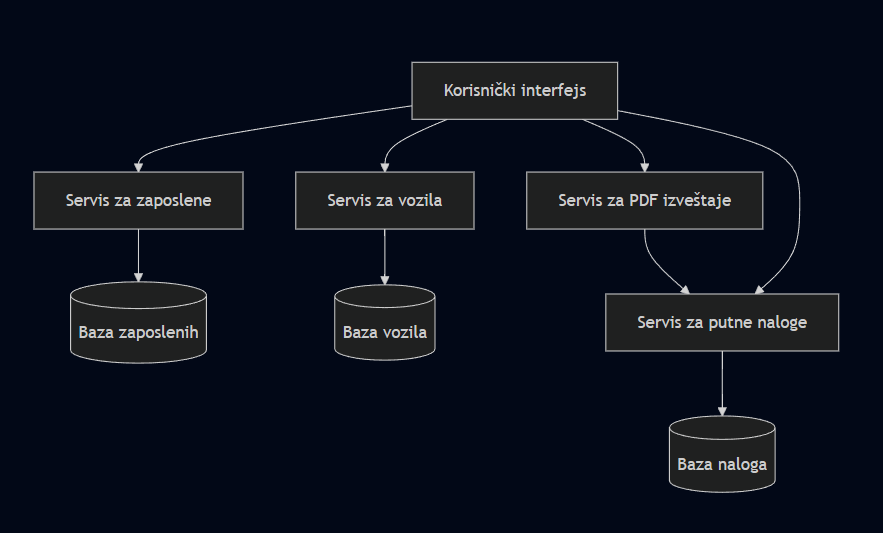 Korisnički interfejs
Servis za zaposlene
Servis za vozila
Servis za PDF izveštaje
Baza zaposlenih
Baza vozila
Servis za putne naloge
Baza naloga